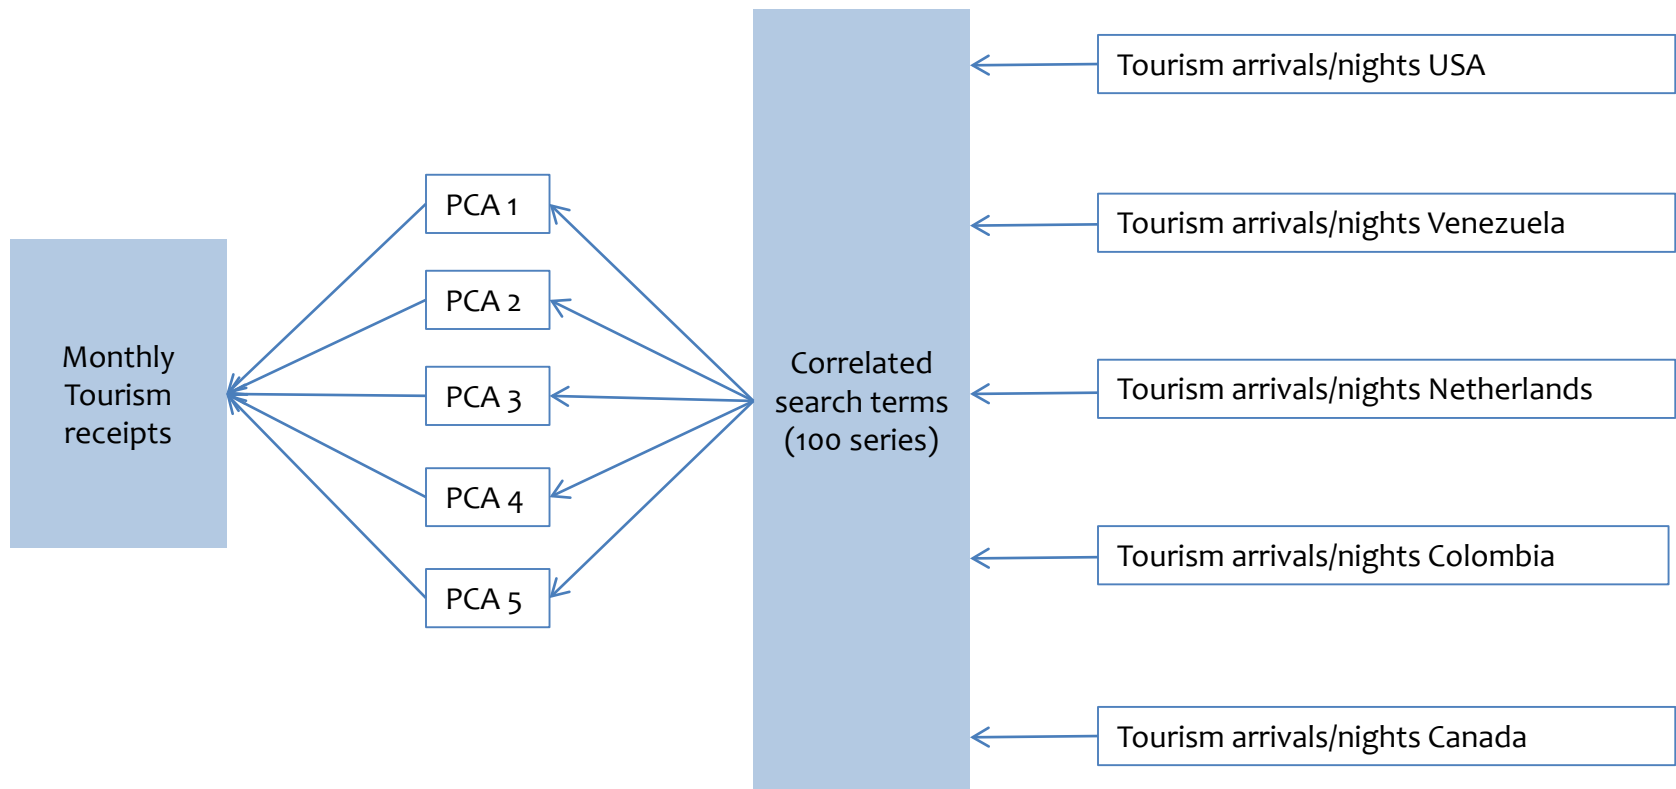 Monthly
Tourism
receipts
PCA 1
PCA 2
PCA 3
PCA 4
PCA 5
Correlated
search terms
(100 series)
Tourism arrivals/nights USA
Tourism arrivals/nights Venezuela
Tourism arrivals/nights Netherlands
Tourism arrivals/nights Colombia
Tourism arrivals/nights Canada